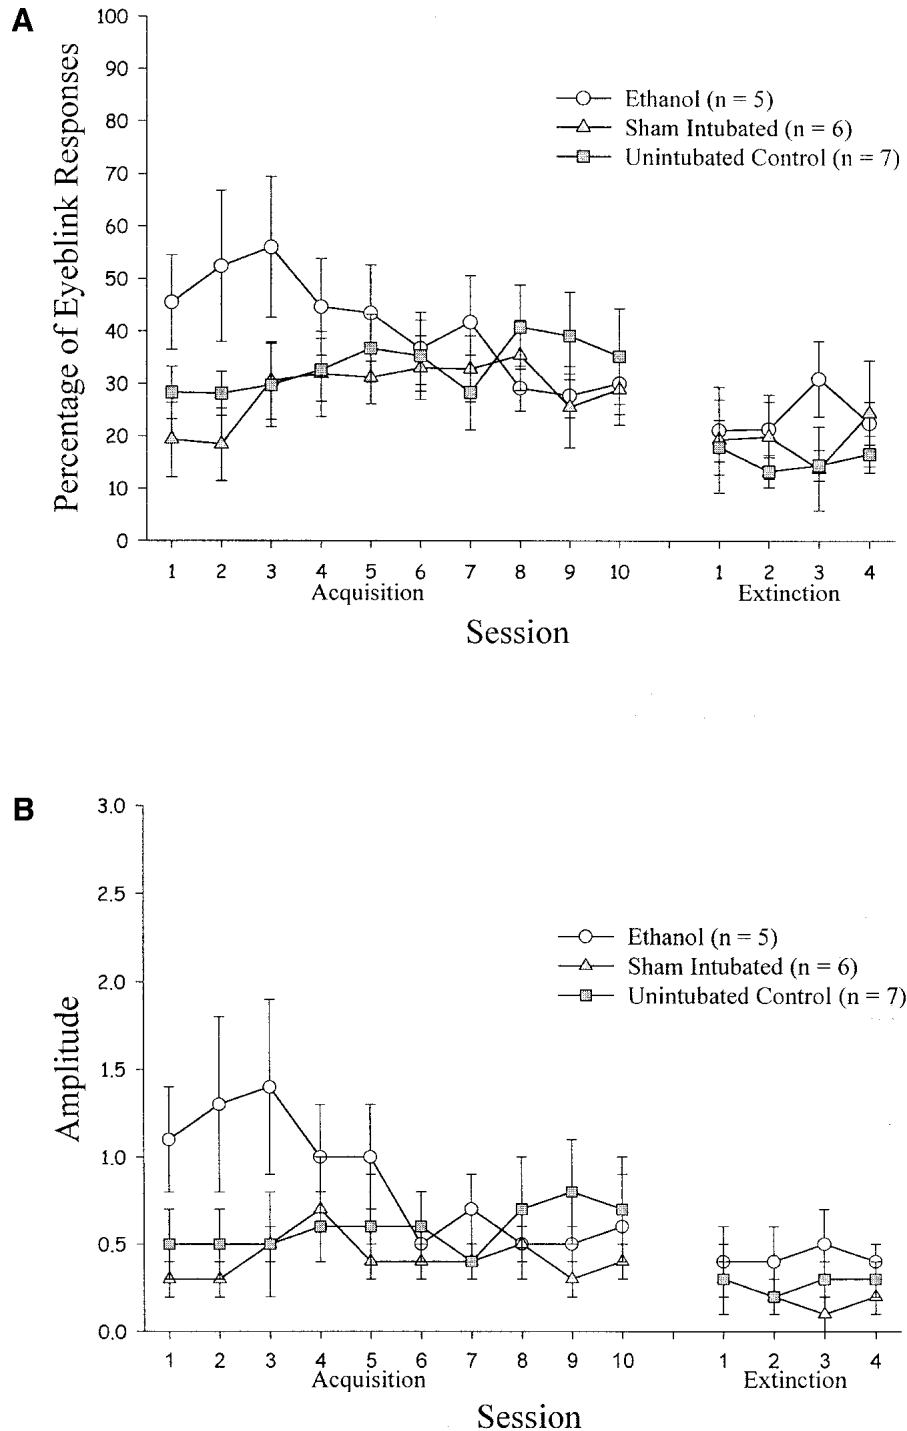 A
100
90
80
70
60
50
40
30
20
10
0
Percentage of Eyeblink Responses
Ethanol (n = 5)
Sham Intubated (n = 6)
Unintubated Control (n = 7)
1 2 3 4 5 6 7 8 9 10 1 2 3 4
Acquisition Extinction
Session
B
3.0
2.5
2.0
1.5
1.0
0.5
0.0
Amplitude
Ethanol (n = 5)
Sham Intubated (n = 6)
Unintubated Control (n = 7)
1 2 3 4 5 6 7 8 9 10 1 2 3 4
Acquisition Extinction
Session